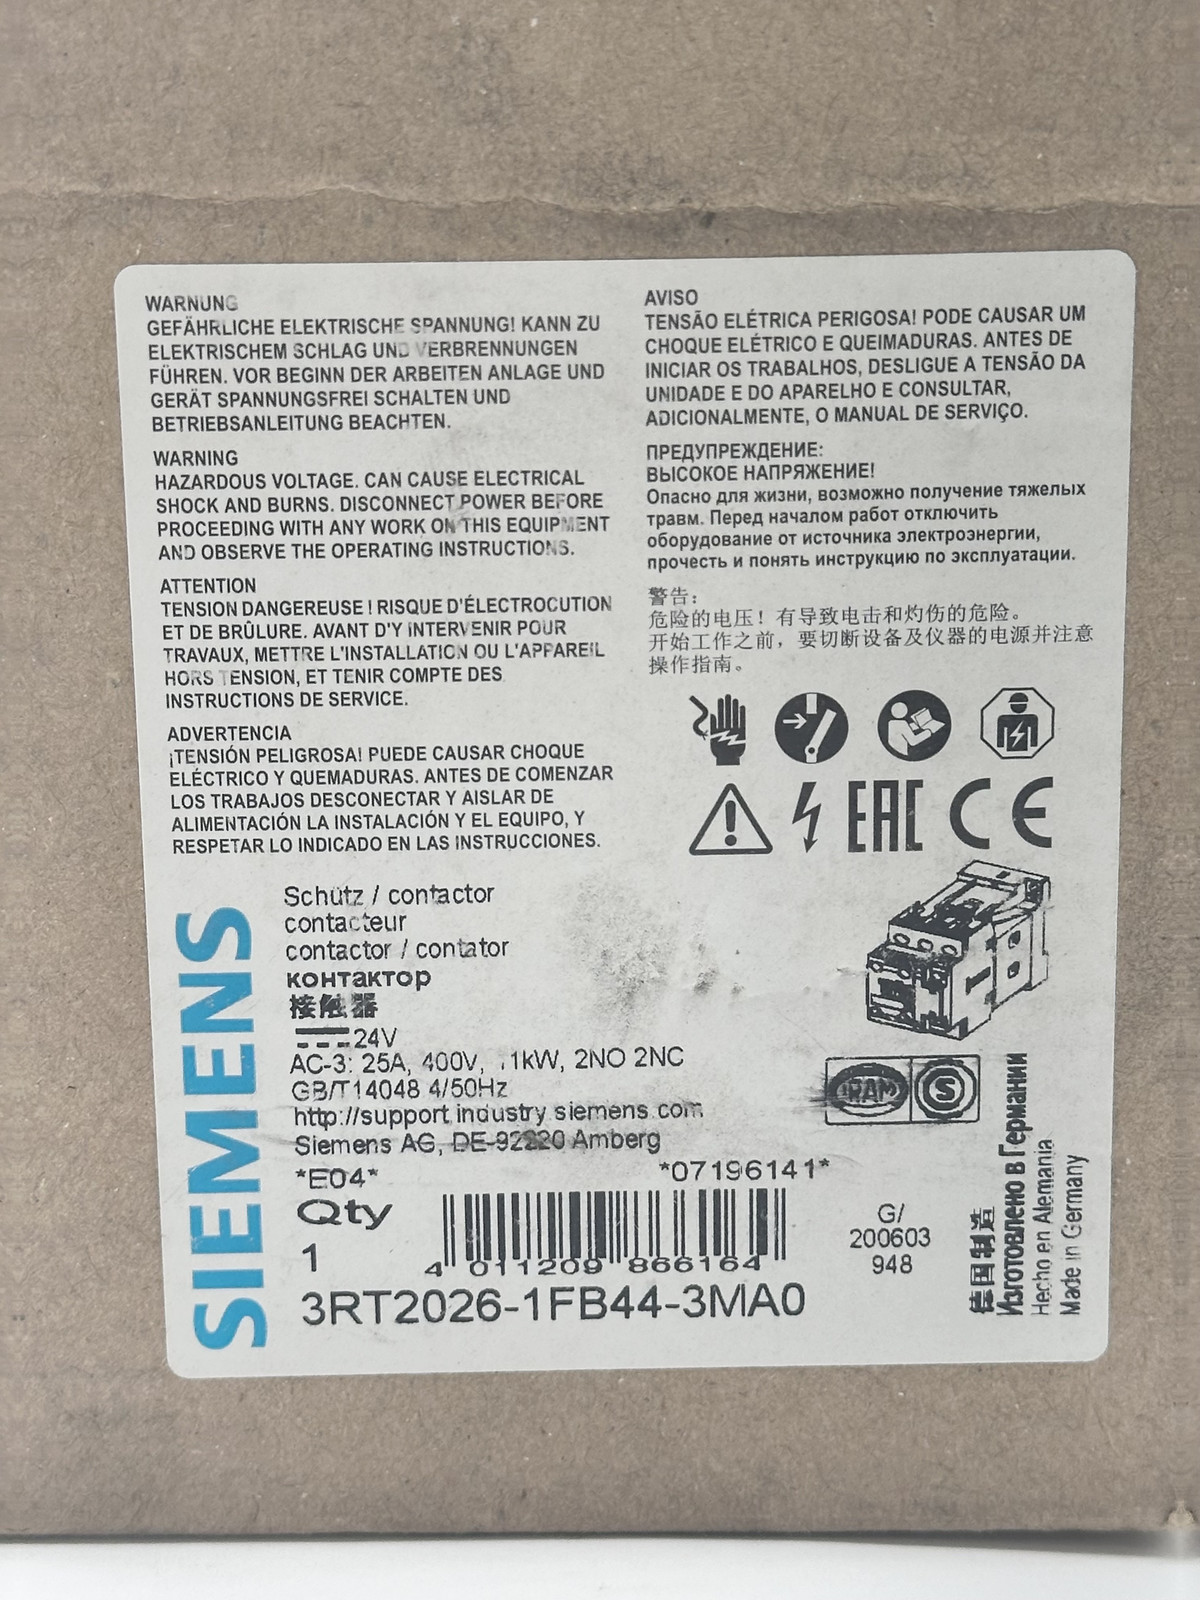 WARNUNG
GEFÄHRLICHE ELEKTRISCHE SPANNUNG! KANN ZU
ELEKTRISCHEM SCHLAG UND VERBRENNUNGEN
FÜHREN. VOR BEGINN DER ARBEITEN ANLAGE UND
GERÄT SPANNUNGSFREI SCHALTEN UND
BETRIEBSANLEITUNG BEACHTEN.
WARNING
HAZARDOUS VOLTAGE. CAN CAUSE ELECTRICAL
SHOCK AND BURNS. DISCONNECT POWER BEFORE
PROCEEDING WITH ANY WORK ON THIS EQUIPMENT
AND OBSERVE THE OPERATING INSTRUCTIONS.
ATTENTION
TENSION DANGEREUSE ! RISQUE D'ÉLECTROCUTION
ET DE BRÛLURE. AVANT D'Y INTERVENIR POUR
TRAVAUX, METTRE L'INSTALLATION OU L'APPAREIL
HORS TENSION, ET TENIR COMPTE DES
INSTRUCTIONS DE SERVICE.
ADVERTENCIA
¡TENSIÓN PELIGROSA! PUEDE CAUSAR CHOQUE
ELÉCTRICO Y QUEMADURAS. ANTES DE COMENZAR
LOS TRABAJOS DESCONECTAR Y AISLAR DE
ALIMENTACIÓN LA INSTALACIÓN Y EL EQUIPO, Y
RESPETAR LO INDICADO EN LAS INSTRUCCIONES.
AVISO
TENSÃO ELÉTRICA PERIGOSA! PODE CAUSAR UM
CHOQUE ELÉTRICO E QUEIMADURAS. ANTES DE
INICIAR OS TRABALHOS, DESLIGUE A TENSÃO DA
UNIDADE E DO APARELHO E CONSULTAR,
ADICIONALMENTE, O MANUAL DE SERVIÇO.
ПРЕДУПРЕЖДЕНИЕ:
ВЫСОКОЕ НАПРЯЖЕНИЕ!
Опасно для жизни, возможно получение тяжелых
травм. Перед началом работ отключить
оборудование от источника электроэнергии,
прочесть и понять инструкцию по эксплуатации.
警告：
危险的电压！有导致电击和灼伤的危险。
开始工作之前，要切断设备及仪器的电源并注意
操作指南。
EAC CE
SIEMENS
Schütz / contactor
contacteur
contactor / contator
контактор
接触器
24V
AC-3: 25A, 400V, 1kW, 2NO 2NC
GB/T14048 4/50Hz
http://support industry siemens com
Siemens AG, DE-92220 Amberg
*E04* *07196141*
Qty
1
4 011209 866164
3RT2026-1FB44-3MA0
IRAM S
G/
200603
948
德国制造
Изготовлено в Германии
Hecho en Alemania
Made in Germany